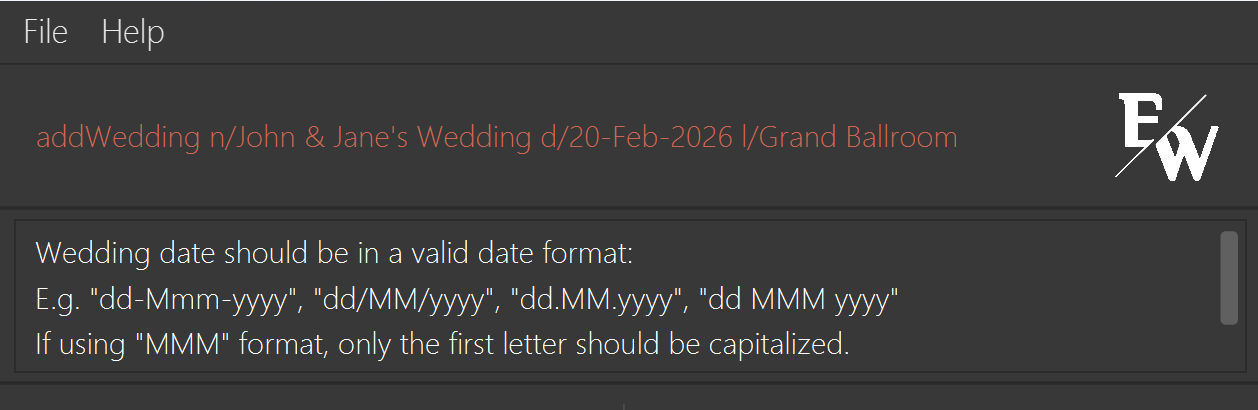 File Help
addWedding n/John & Jane's Wedding d/20-Feb-2026 l/Grand Ballroom
E/W
Wedding date should be in a valid date format:
E.g. "dd-Mmm-yyyy", "dd/MM/yyyy", "dd.MM.yyyy", "dd MMM yyyy"
If using "MMM" format, only the first letter should be capitalized.